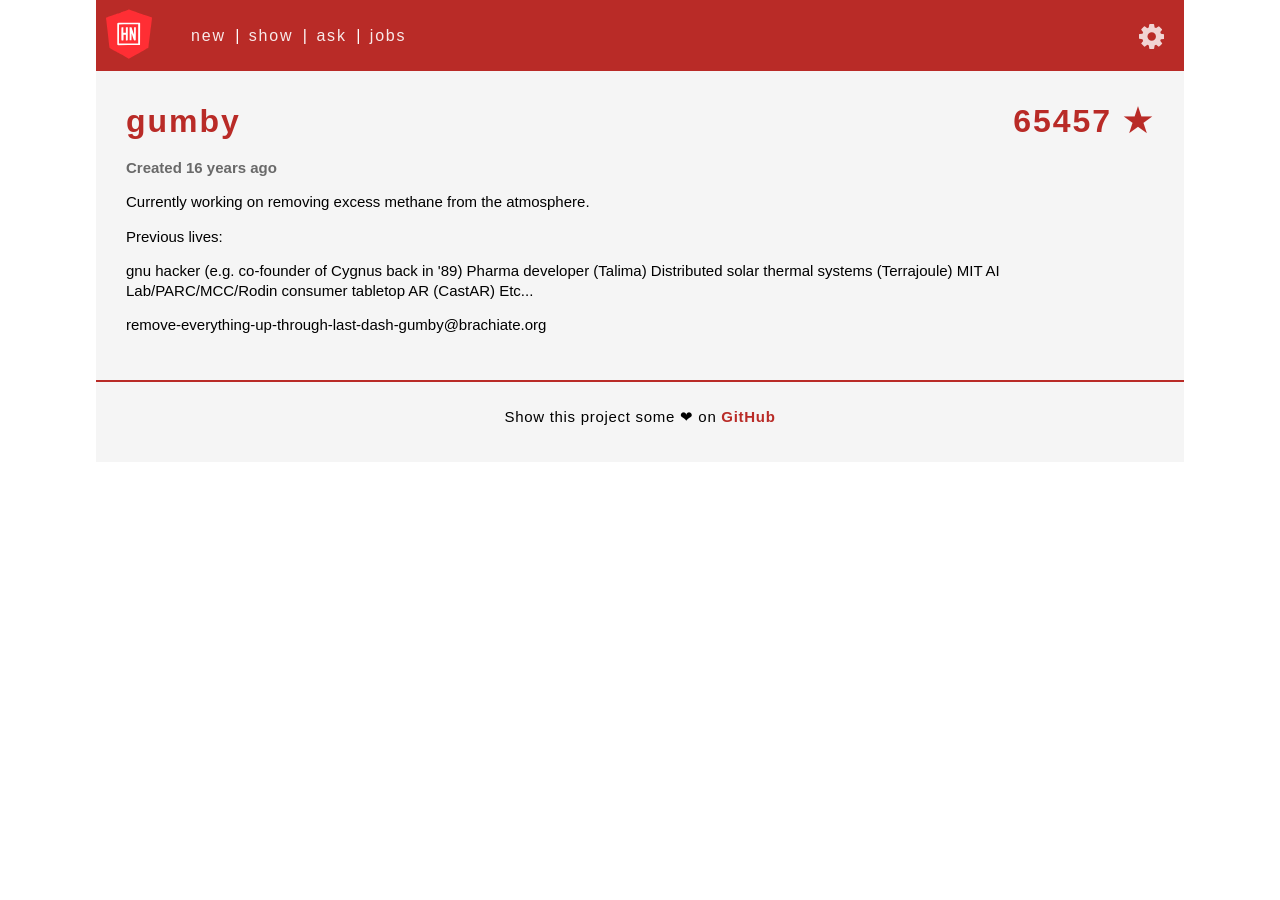 HN
new | show | ask | jobs
gumby
65457 ★
Created 16 years ago
Currently working on removing excess methane from the atmosphere.
Previous lives:
gnu hacker (e.g. co-founder of Cygnus back in '89) Pharma developer (Talima) Distributed solar thermal systems (Terrajoule) MIT AI
Lab/PARC/MCC/Rodin consumer tabletop AR (CastAR) Etc...
remove-everything-up-through-last-dash-gumby@brachiate.org
Show this project some ❤ on GitHub